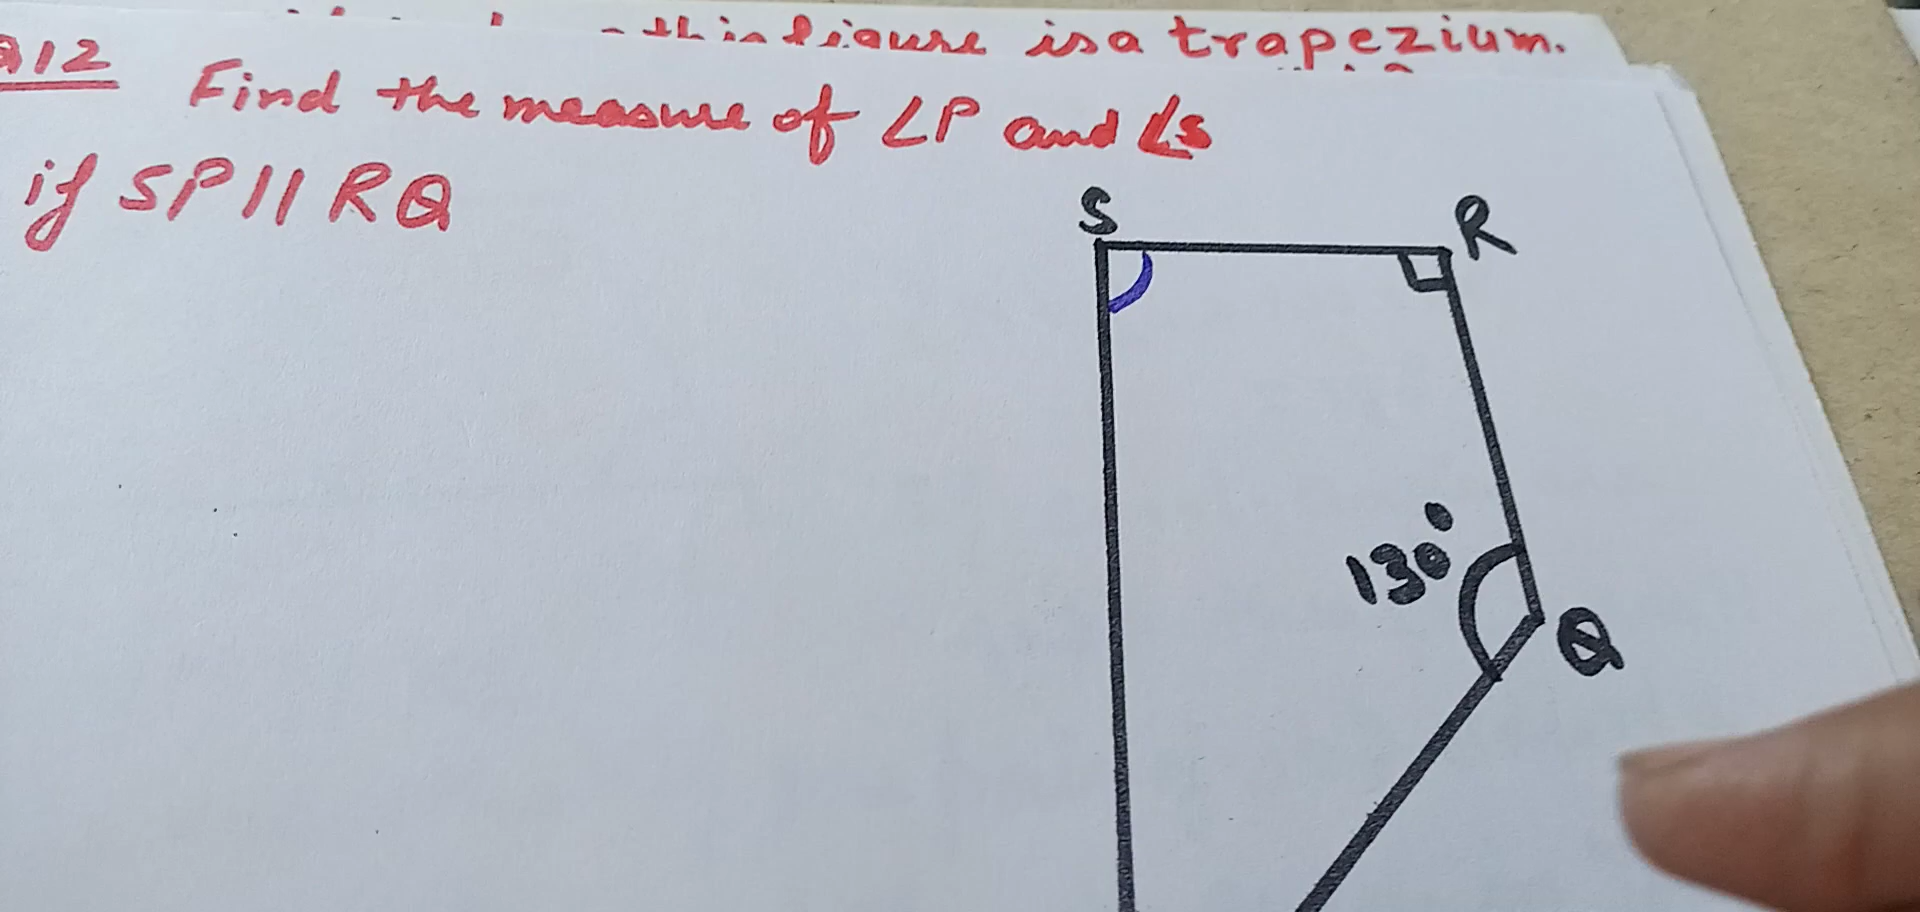 is a trapezium.
Q12 Find the measure of ∠P and ∠S
if SP || RQ
S
R
130°
Q